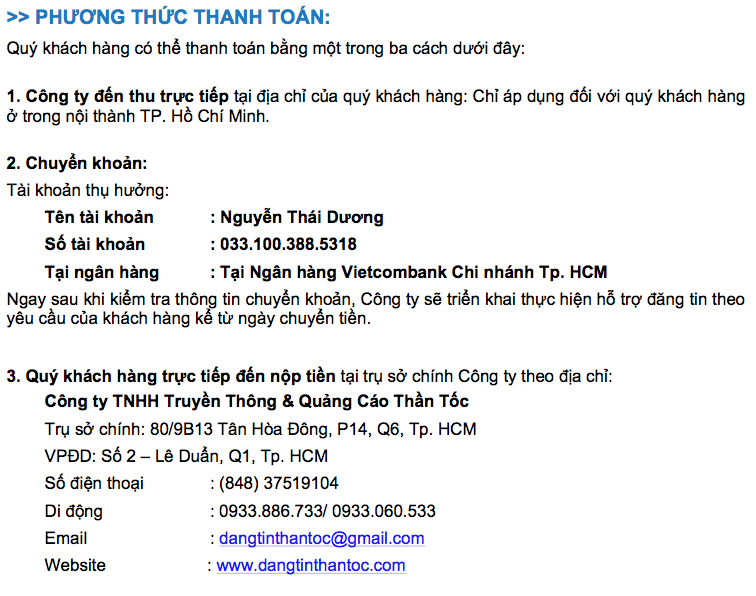 >> PHƯƠNG THỨC THANH TOÁN:
Quý khách hàng có thể thanh toán bằng một trong ba cách dưới đây:
1. Công ty đến thu trực tiếp tại địa chỉ của quý khách hàng: Chỉ áp dụng đối với quý khách hàng
ở trong nội thành TP. Hồ Chí Minh.
2. Chuyển khoản:
Tài khoản thụ hưởng:
Tên tài khoản : Nguyễn Thái Dương
Số tài khoản : 033.100.388.5318
Tại ngân hàng : Tại Ngân hàng Vietcombank Chi nhánh Tp. HCM
Ngay sau khi kiểm tra thông tin chuyển khoản, Công ty sẽ triển khai thực hiện hỗ trợ đăng tin theo
yêu cầu của khách hàng kể từ ngày chuyển tiền.
3. Quý khách hàng trực tiếp đến nộp tiền tại trụ sở chính Công ty theo địa chỉ:
Công ty TNHH Truyền Thông & Quảng Cáo Thần Tốc
Trụ sở chính: 80/9B13 Tân Hòa Đông, P14, Q6, Tp. HCM
VPĐD: Số 2 – Lê Duẩn, Q1, Tp. HCM
Số điện thoại : (848) 37519104
Di động : 0933.886.733/ 0933.060.533
Email : dangtinthantoc@gmail.com
Website : www.dangtinthantoc.com